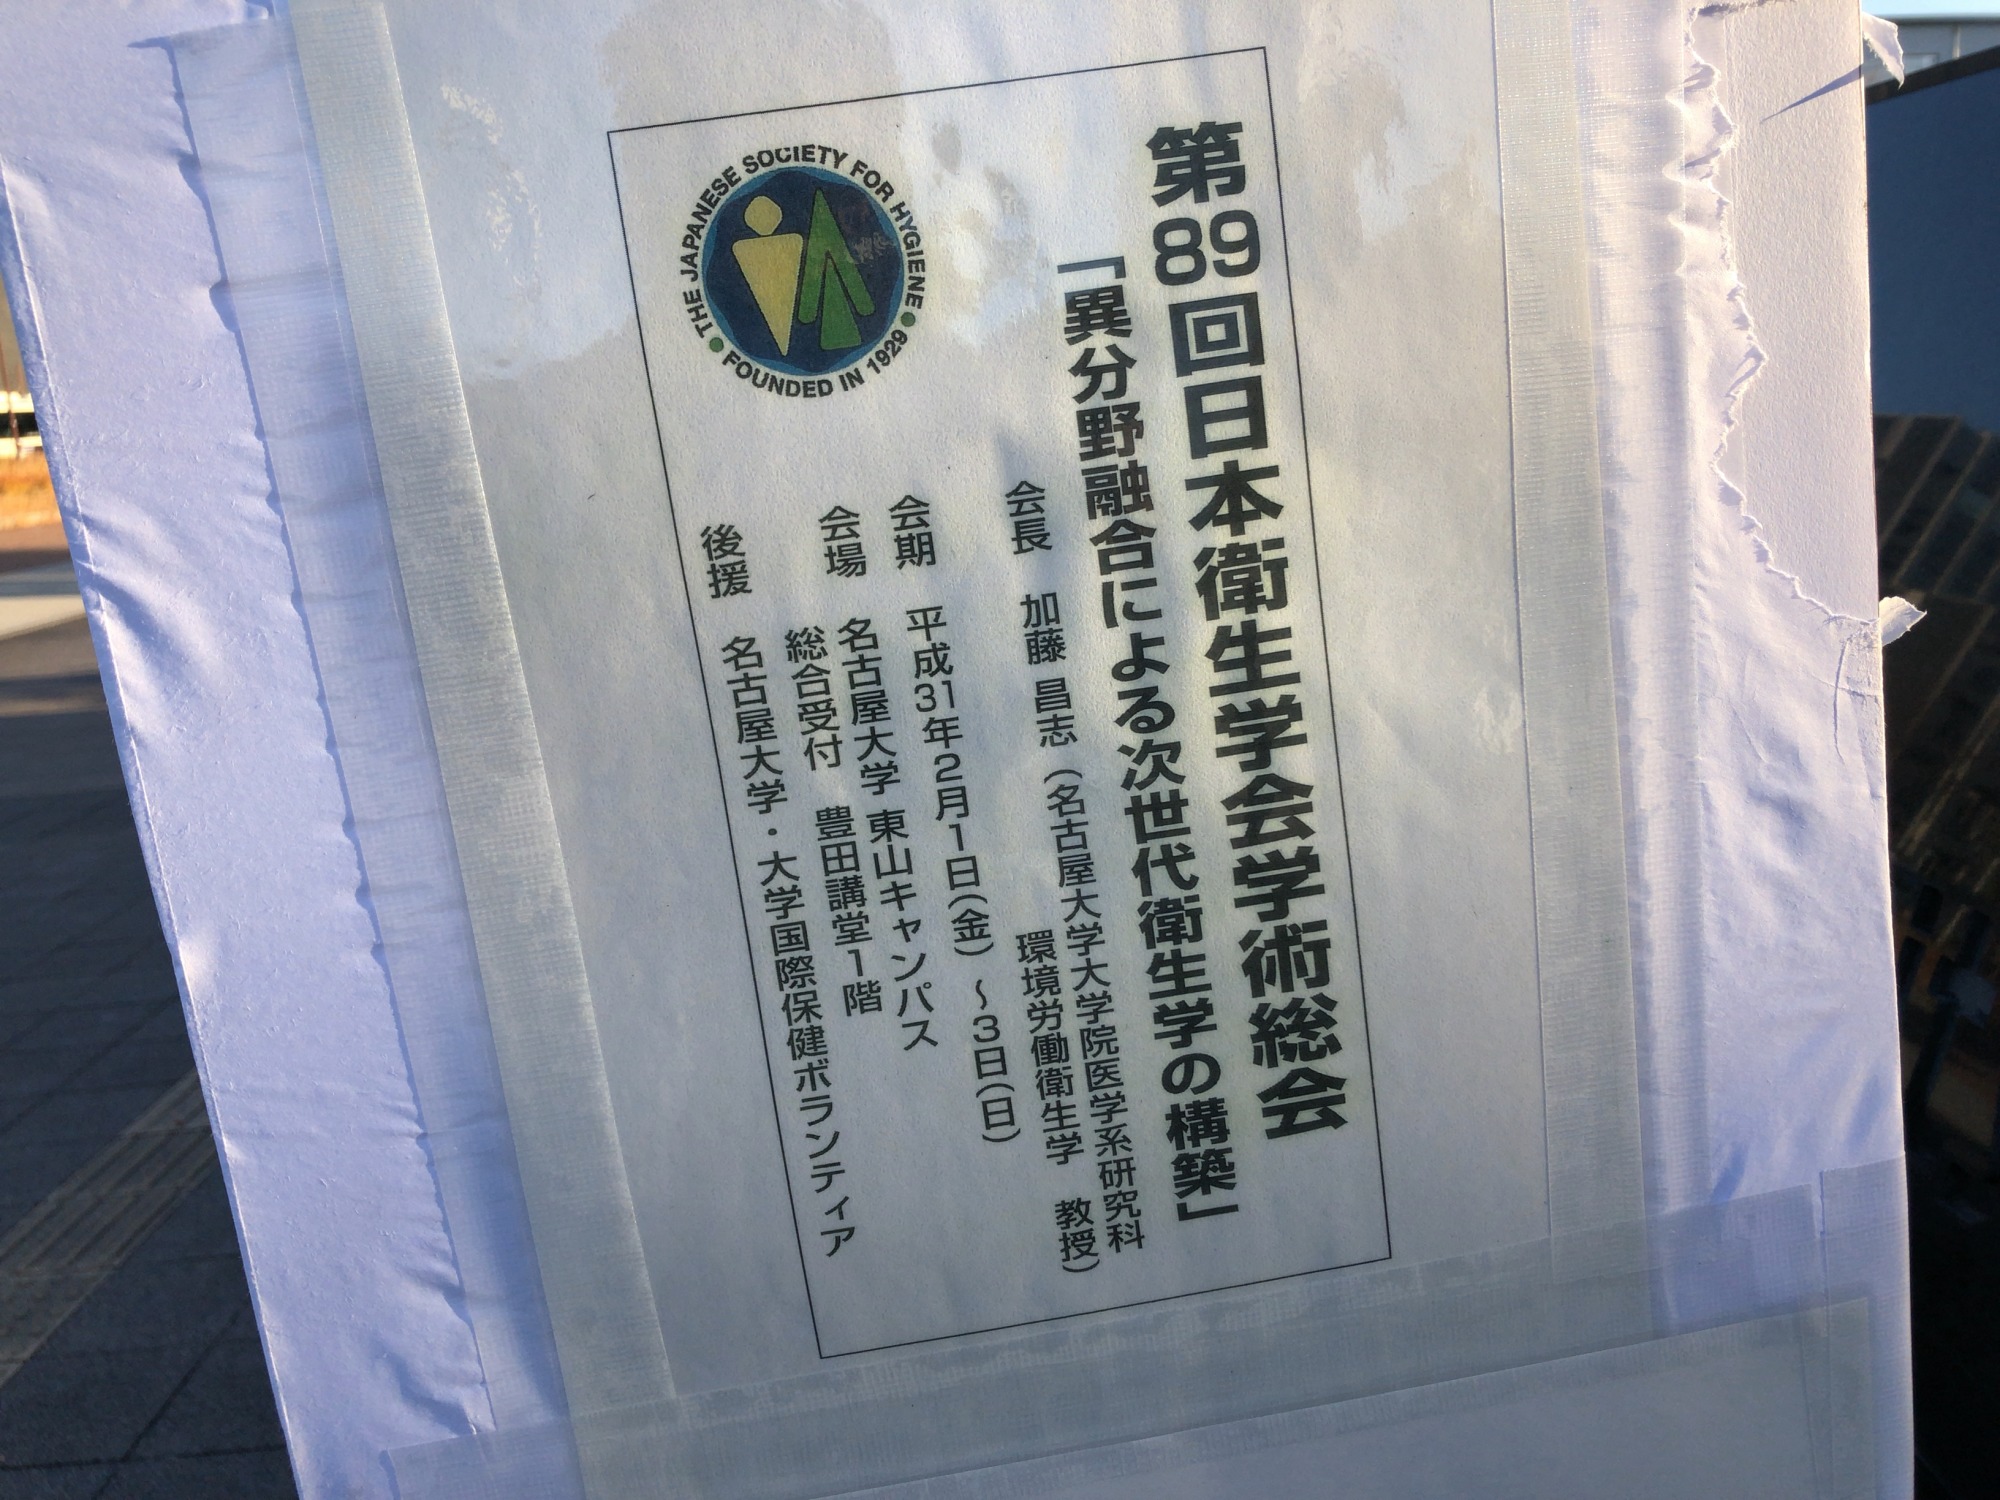 第89回日本衛生学会学術総会
「異分野融合による次世代衛生学の構築」
会長 加藤 昌志（名古屋大学大学院医学系研究科
環境労働衛生学 教授）
会期 平成31年2月1日（金）～3日（日）
会場 名古屋大学 東山キャンパス
総合受付 豊田講堂1階
後援 名古屋大学・大学国際保健ボランティア
THE JAPANESE SOCIETY FOR HYGIENE
FOUNDED IN 1929